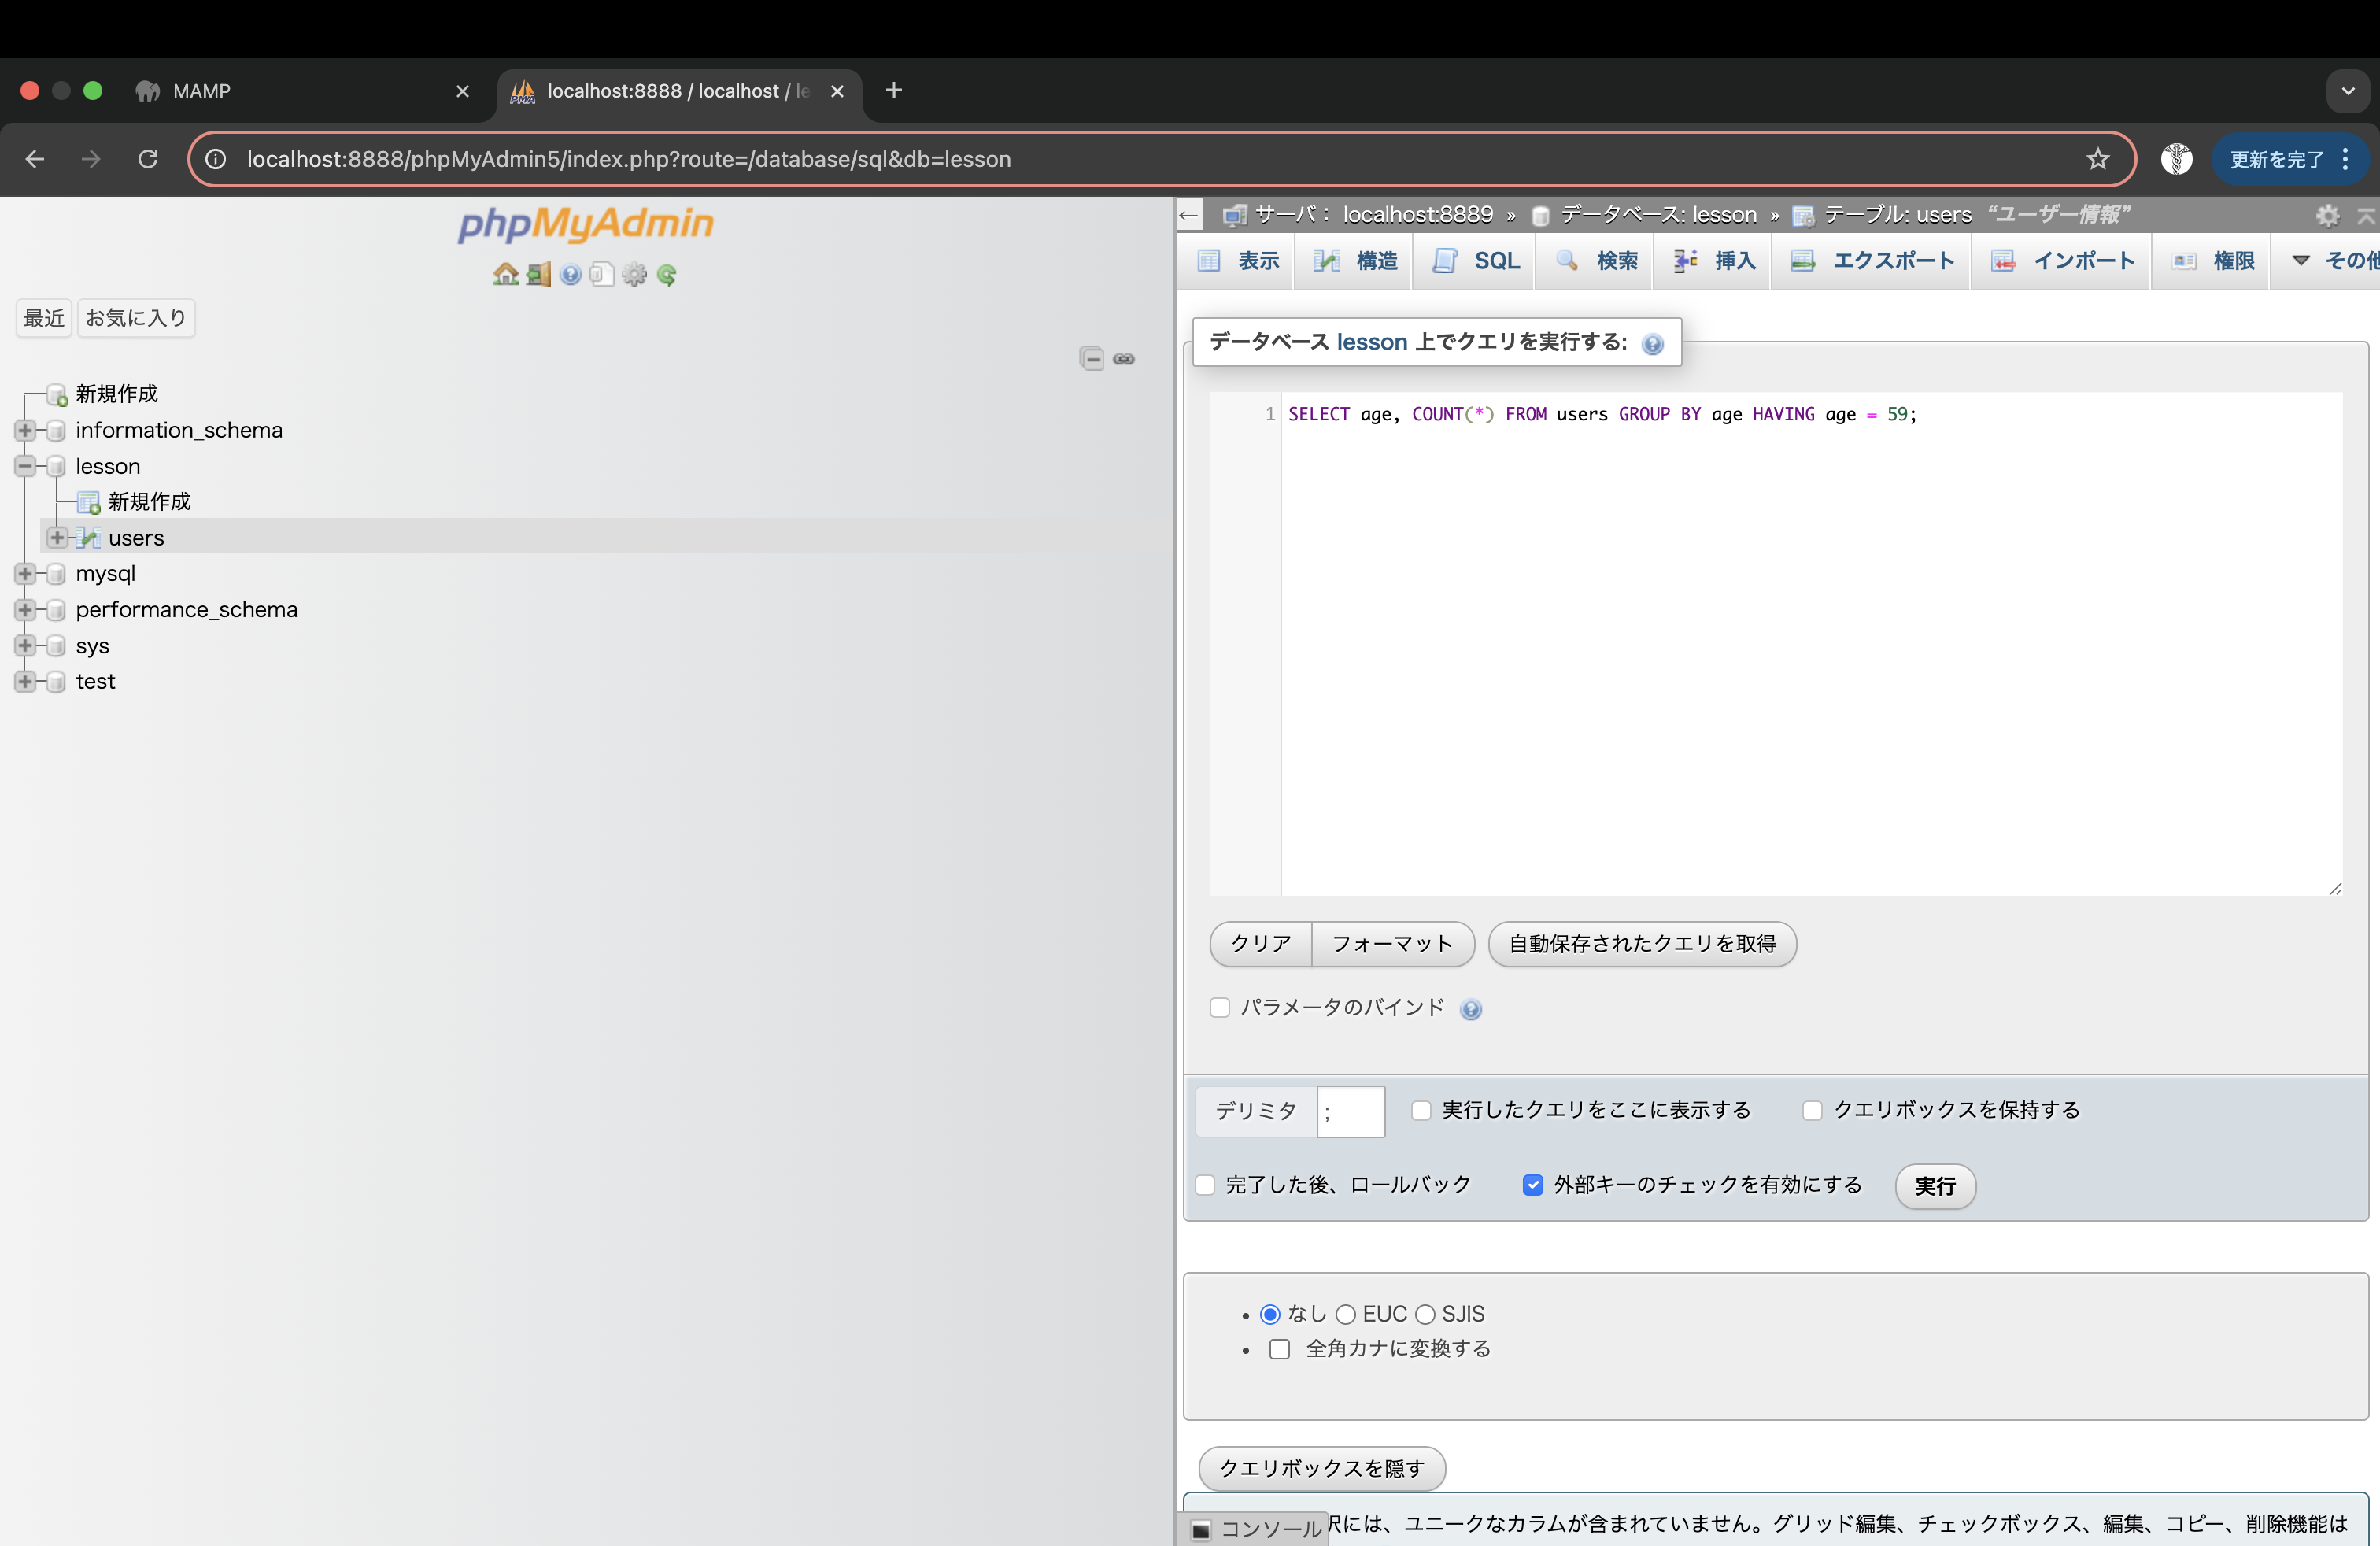 MAMP
localhost:8888 / localhost / le
localhost:8888/phpMyAdmin5/index.php?route=/database/sql&db=lesson
更新を完了
phpMyAdmin
最近 お気に入り
新規作成
information_schema
lesson
新規作成
users
mysql
performance_schema
sys
test
サーバ： localhost:8889 » データベース: lesson » テーブル: users “ユーザー情報”
表示 構造 SQL 検索 挿入 エクスポート インポート 権限 その他
データベース lesson 上でクエリを実行する:
1 SELECT age, COUNT(*) FROM users GROUP BY age HAVING age = 59;
クリア フォーマット 自動保存されたクエリを取得
パラメータのバインド
デリミタ ; 実行したクエリをここに表示する クエリボックスを保持する
完了した後、ロールバック 外部キーのチェックを有効にする 実行
なし EUC SJIS
全角カナに変換する
クエリボックスを隠す
コンソール 択には、ユニークなカラムが含まれていません。グリッド編集、チェックボックス、編集、コピー、削除機能は